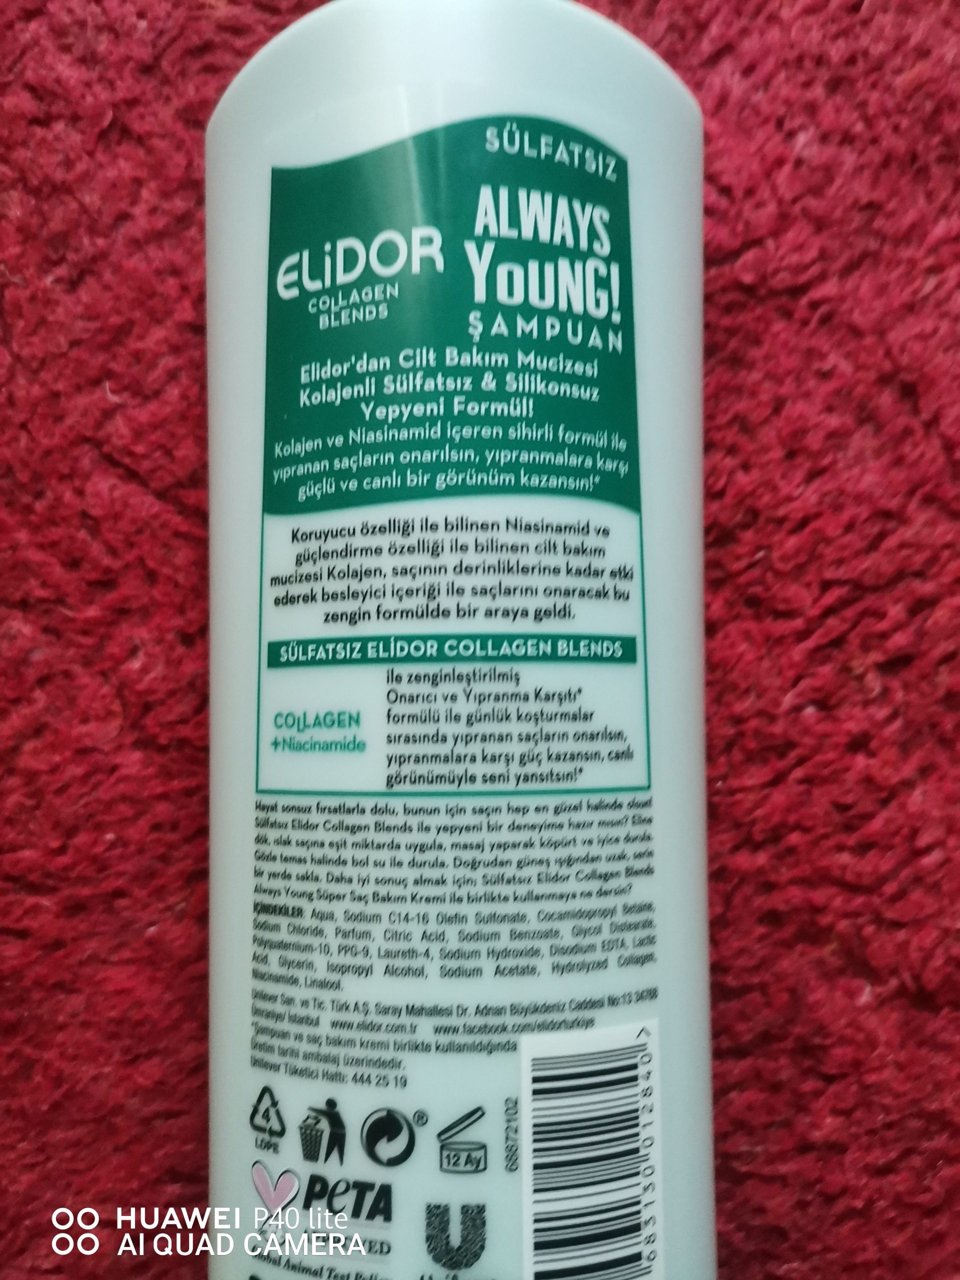 SÜLFATSIZ
ELiDOR
COLLAGEN
BLENDS
ALWAYS
YoUNG!
ŞAMPUAN
Elidor'dan Cilt Bakım Mucizesi
Kolajenli Sülfatsız & Silikonsuz
Yepyeni Formül!
Kolajen ve Niasinamid içeren sihirli formül ile
yıpranan saçların onarılsın, yıpranmalara karşı
güçlü ve canlı bir görünüm kazansın!*
Koruyucu özelliği ile bilinen Niasinamid ve
güçlendirme özelliği ile bilinen cilt bakım
mucizesi Kolajen, saçının derinliklerine kadar etki
ederek besleyici içeriği ile saçlarını onaracak bu
zengin formülde bir araya geldi.
SÜLFATSIZ ELİDOR COLLAGEN BLENDS
COLLAGEN
+Niacinamide
ile zenginleştirilmiş
Onarıcı ve Yıpranma Karşıtı*
formülü ile günlük koşturmalar
sırasında yıpranan saçların onarılsın,
yıpranmalara karşı güç kazansın, canlı
görünümüyle seni yansıtsın!*
Hayat sonsuz fırsatlarla dolu, bunun için saçın hep en güzel halinde olsun!
Sülfatsız Elidor Collagen Blends ile yepyeni bir deneyime hazır mısın? Eline
dök, ıslak saçına eşit miktarda uygula, masaj yaparak köpürt ve iyice durula.
Gözle temas halinde bol su ile durula. Doğrudan güneş ışığından uzak, serin
bir yerde sakla. Daha iyi sonuç almak için; Sülfatsız Elidor Collagen Blends
Always Young Süper Saç Bakım Kremi ile birlikte kullanmaya ne dersin?
İÇİNDEKİLER: Aqua, Sodium C14-16 Olefin Sulfonate, Cocamidopropyl Betaine,
Sodium Chloride, Parfum, Citric Acid, Sodium Benzoate, Glycol Distearate,
Polyquaternium-10, PPG-9, Laureth-4, Sodium Hydroxide, Disodium EDTA, Lactic
Acid, Glycerin, Isopropyl Alcohol, Sodium Acetate, Hydrolyzed Collagen,
Niacinamide, Linalool.
Unilever San. ve Tic. Türk A.Ş. Saray Mahallesi Dr. Adnan Büyükdeniz Caddesi No:13 34768
Ümraniye/ İstanbul www.elidor.com.tr www.facebook.com/elidorturkiye
*Şampuan ve saç bakım kremi birlikte kullanıldığında
Üretim tarihi ambalaj üzerindedir.
Unilever Tüketici Hattı: 444 25 19
4
LDPE
®
12 Ay
68872102
8683130012840 >
PETA
Global Animal Test Policy
HUAWEI P40 lite
AI QUAD CAMERA